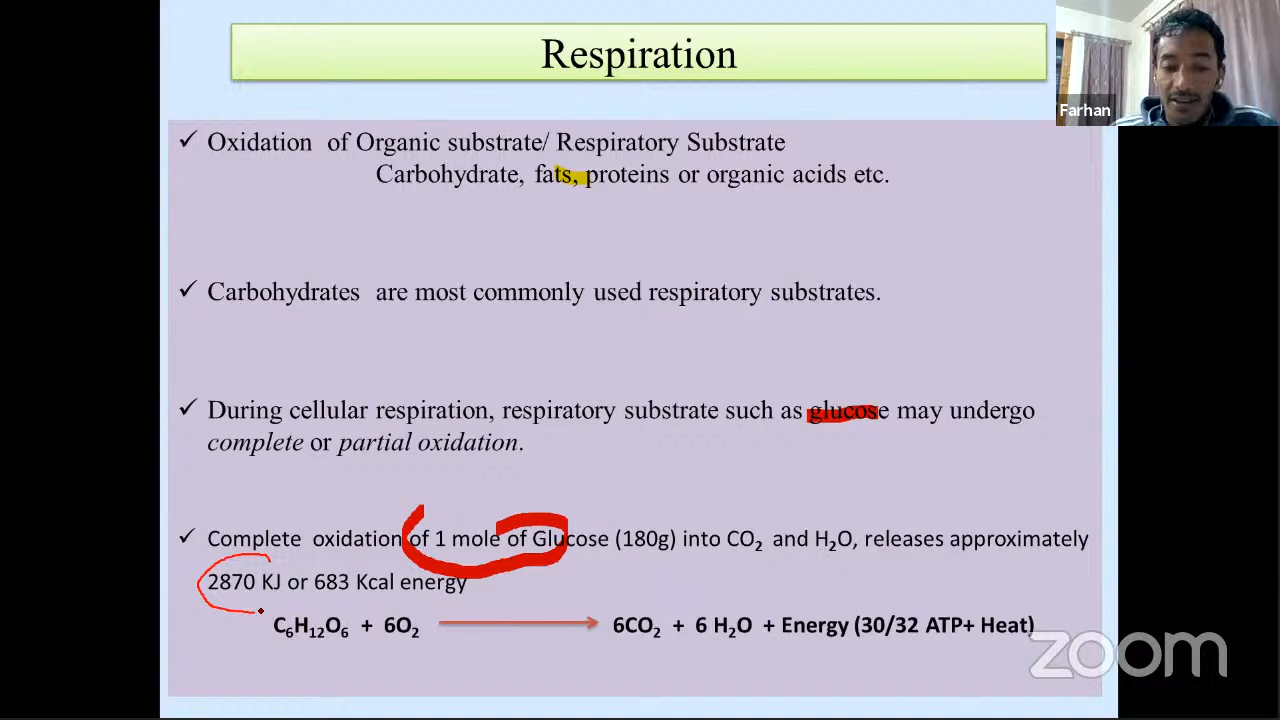 Respiration
Farhan
✓ Oxidation of Organic substrate/ Respiratory Substrate
Carbohydrate, fats, proteins or organic acids etc.
✓ Carbohydrates are most commonly used respiratory substrates.
✓ During cellular respiration, respiratory substrate such as glucose may undergo
complete or partial oxidation.
✓ Complete oxidation of 1 mole of Glucose (180g) into CO₂ and H₂O, releases approximately
2870 KJ or 683 Kcal energy
C₆H₁₂O₆ + 6O₂ → 6CO₂ + 6 H₂O + Energy (30/32 ATP+ Heat)
zoom